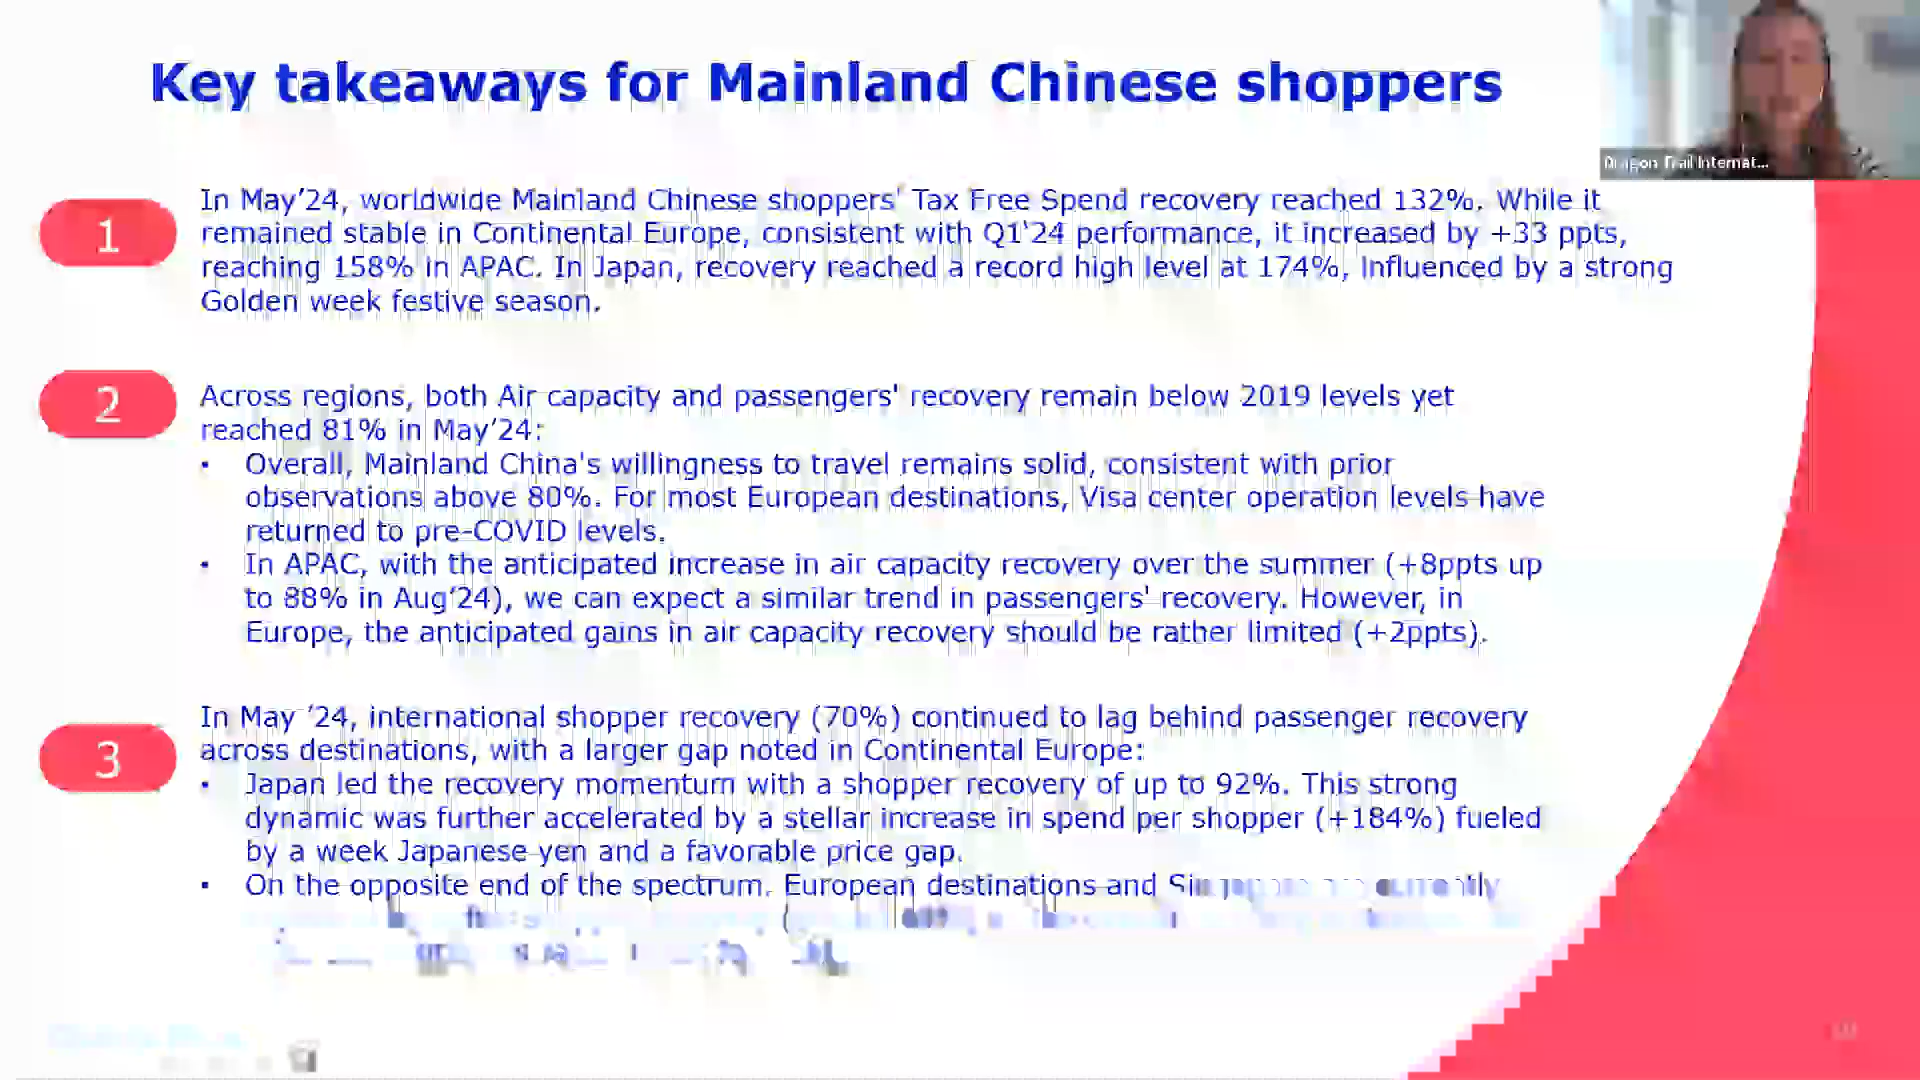 Key takeaways for Mainland Chinese shoppers
Dragon Trail Internat...
1
In May'24, worldwide Mainland Chinese shoppers' Tax Free Spend recovery reached 132%. While it
remained stable in Continental Europe, consistent with Q1'24 performance, it increased by +33 ppts,
reaching 158% in APAC. In Japan, recovery reached a record high level at 174%, Influenced by a strong
Golden week festive season.
2
Across regions, both Air capacity and passengers' recovery remain below 2019 levels yet
reached 81% in May'24:
• Overall, Mainland China's willingness to travel remains solid, consistent with prior
observations above 80%. For most European destinations, Visa center operation levels have
returned to pre-COVID levels.
• In APAC, with the anticipated increase in air capacity recovery over the summer (+8ppts up
to 88% in Aug'24), we can expect a similar trend in passengers' recovery. However, in
Europe, the anticipated gains in air capacity recovery should be rather limited (+2ppts).
3
In May '24, international shopper recovery (70%) continued to lag behind passenger recovery
across destinations, with a larger gap noted in Continental Europe:
• Japan led the recovery momentum with a shopper recovery of up to 92%. This strong
dynamic was further accelerated by a stellar increase in spend per shopper (+184%) fueled
by a week Japanese yen and a favorable price gap.
• On the opposite end of the spectrum, European destinations and